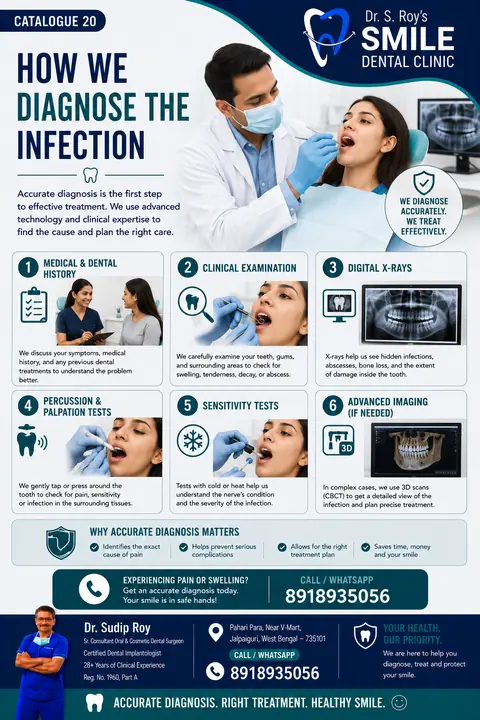 CATALOGUE 20
Dr. S. Roy's
SMILE
DENTAL CLINIC
HOW WE
DIAGNOSE THE
INFECTION
Accurate diagnosis is the first step
to effective treatment. We use advanced
technology and clinical expertise to
find the cause and plan the right care.
WE DIAGNOSE
ACCURATELY.
WE TREAT
EFFECTIVELY.
1 MEDICAL & DENTAL
HISTORY
We discuss your symptoms, medical
history, and any previous dental
treatments to understand the problem
better.
2 CLINICAL EXAMINATION
We carefully examine your teeth, gums,
and surrounding areas to check for
swelling, tenderness, decay, or abscess.
3 DIGITAL X-RAYS
X-rays help us see hidden infections,
abscesses, bone loss, and the extent
of damage inside the tooth.
4 PERCUSSION &
PALPATION TESTS
We gently tap or press around the
tooth to check for pain, sensitivity
or infection in the surrounding tissues.
5 SENSITIVITY TESTS
Tests with cold or heat help us
understand the nerve's condition
and the severity of the infection.
6 ADVANCED IMAGING
(IF NEEDED)
3D
In complex cases, we use 3D scans
(CBCT) to get a detailed view of the
infection and plan precise treatment.
WHY ACCURATE DIAGNOSIS MATTERS
Identifies the exact
cause of pain
Helps prevent serious
complications
Allows for the right
treatment plan
Saves time, money
and your smile
EXPERIENCING PAIN OR SWELLING?
Get an accurate diagnosis today.
Your smile is in safe hands!
CALL / WHATSAPP
8918935056
Dr. Sudip Roy
Sr. Consultant Oral & Cosmetic Dental Surgeon
Certified Dental Implantologist
28+ Years of Clinical Experience
Reg. No. 1960, Part A
Pahari Para, Near V-Mart,
Jalpaiguri, West Bengal – 735101
CALL / WHATSAPP
8918935056
YOUR HEALTH.
OUR PRIORITY.
We are here to help you
diagnose, treat and protect
your smile.
ACCURATE DIAGNOSIS. RIGHT TREATMENT. HEALTHY SMILE.